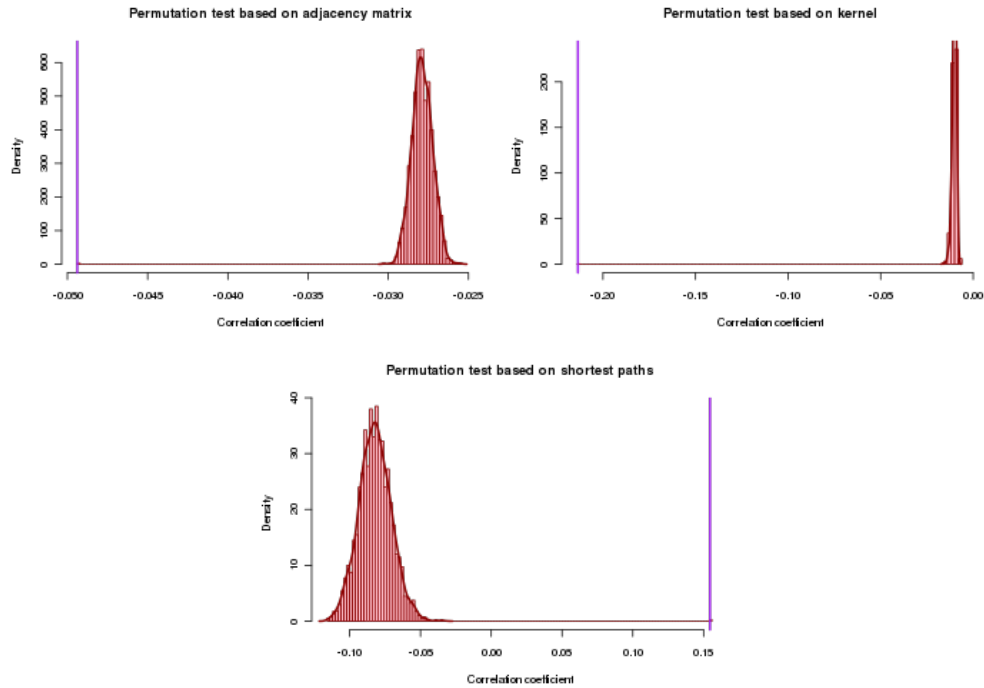 Permutation test based on adjacency matrix
Density
0 100 200 300 400 500 600
-0.050 -0.045 -0.040 -0.035 -0.030 -0.025
Correlation coefficient
Permutation test based on kernel
Density
0 50 100 150 200
-0.20 -0.15 -0.10 -0.05 0.00
Correlation coefficient
Permutation test based on shortest paths
Density
0 10 20 30 40
-0.10 -0.05 0.00 0.05 0.10 0.15
Correlation coefficient